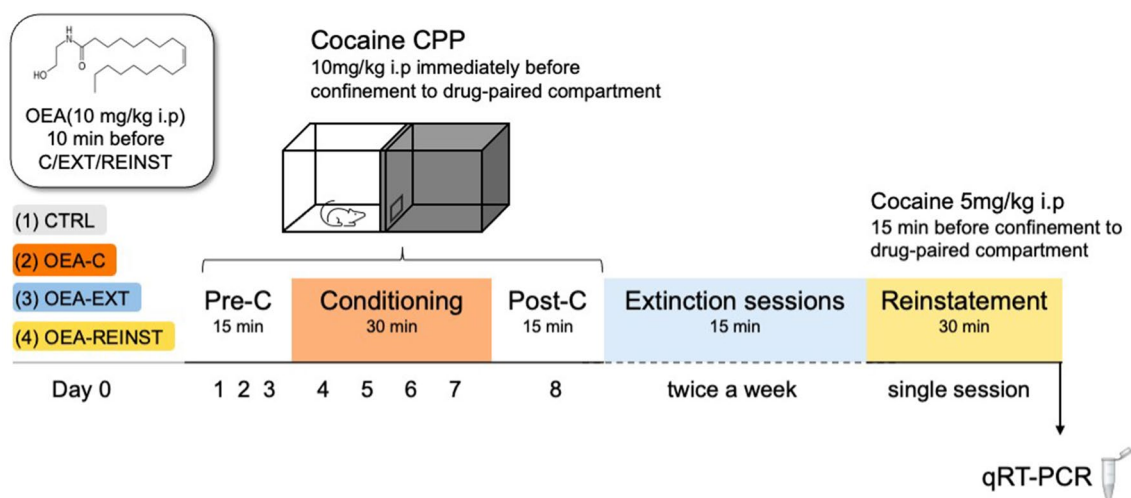 H
N
O
HO
OEA(10 mg/kg i.p)
10 min before
C/EXT/REINST
Cocaine CPP
10mg/kg i.p immediately before
confinement to drug-paired compartment
(1) CTRL
(2) OEA-C
(3) OEA-EXT
(4) OEA-REINST
Cocaine 5mg/kg i.p
15 min before confinement to
drug-paired compartment
Pre-C
15 min
Conditioning
30 min
Post-C
15 min
Extinction sessions
15 min
Reinstatement
30 min
Day 0
1 2 3
4 5 6 7
8
twice a week
single session
qRT-PCR